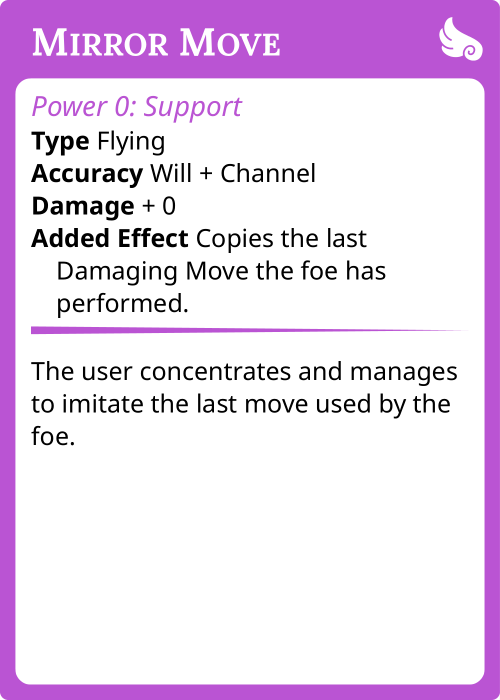 Mirror Move
Power 0: Support
Type Flying
Accuracy Will + Channel
Damage + 0
Added Effect Copies the last
Damaging Move the foe has
performed.
The user concentrates and manages
to imitate the last move used by the
foe.